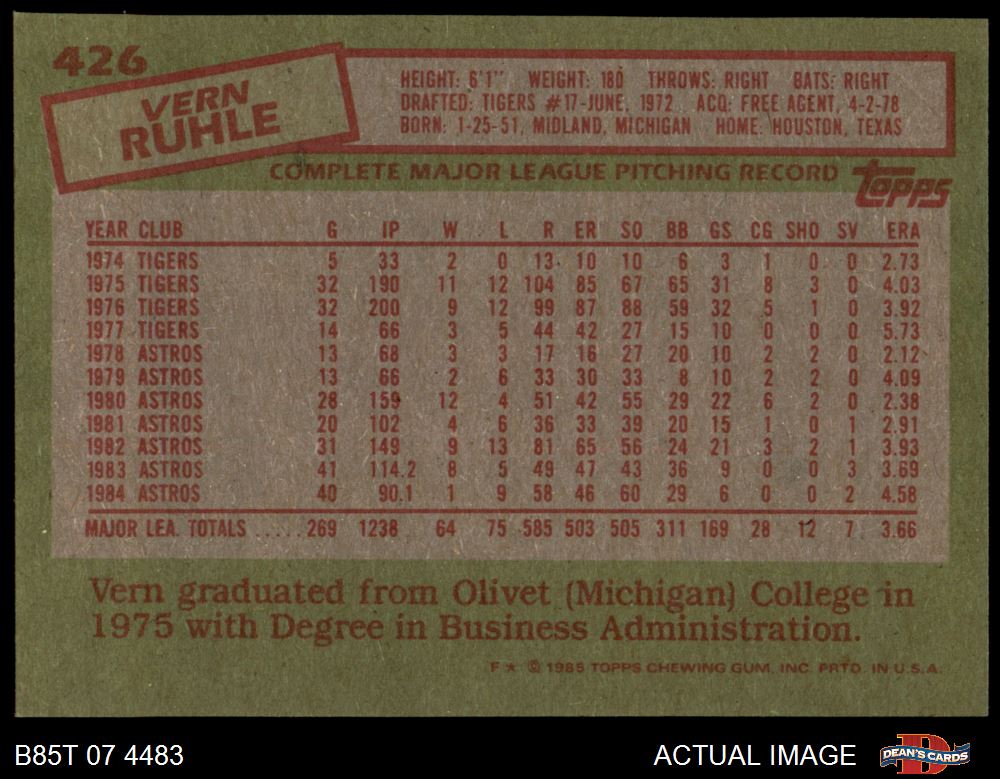 426
VERN
RUHLE
HEIGHT: 6'1" WEIGHT: 180 THROWS: RIGHT BATS: RIGHT
DRAFTED: TIGERS #17-JUNE, 1972 ACQ: FREE AGENT, 4-2-78
BORN: 1-25-51, MIDLAND, MICHIGAN HOME: HOUSTON, TEXAS
COMPLETE MAJOR LEAGUE PITCHING RECORD
topps
YEAR CLUB G IP W L R ER SO BB GS CG SHO SV ERA
1974 TIGERS 5 33 2 0 13 10 10 6 3 1 0 0 2.73
1975 TIGERS 32 190 11 12 104 85 67 65 31 8 3 0 4.03
1976 TIGERS 32 200 9 12 99 87 88 59 32 5 1 0 3.92
1977 TIGERS 14 66 3 5 44 42 27 15 10 0 0 0 5.73
1978 ASTROS 13 68 3 3 17 16 27 20 10 2 2 0 2.12
1979 ASTROS 13 66 2 6 33 30 33 8 10 2 2 0 4.09
1980 ASTROS 28 159 12 4 51 42 55 29 22 6 2 0 2.38
1981 ASTROS 20 102 4 6 36 33 39 20 15 1 0 1 2.91
1982 ASTROS 31 149 9 13 81 65 56 24 21 3 2 1 3.93
1983 ASTROS 41 114.2 8 5 49 47 43 36 9 0 0 3 3.69
1984 ASTROS 40 90.1 1 9 58 46 60 29 6 0 0 2 4.58
MAJOR LEA. TOTALS ..... 269 1238 64 75 585 503 505 311 169 28 12 7 3.66
Vern graduated from Olivet (Michigan) College in
1975 with Degree in Business Administration.
F★ © 1985 TOPPS CHEWING GUM, INC. PRTD. IN U.S.A.
B85T 07 4483
ACTUAL IMAGE
D
DEAN'S CARDS